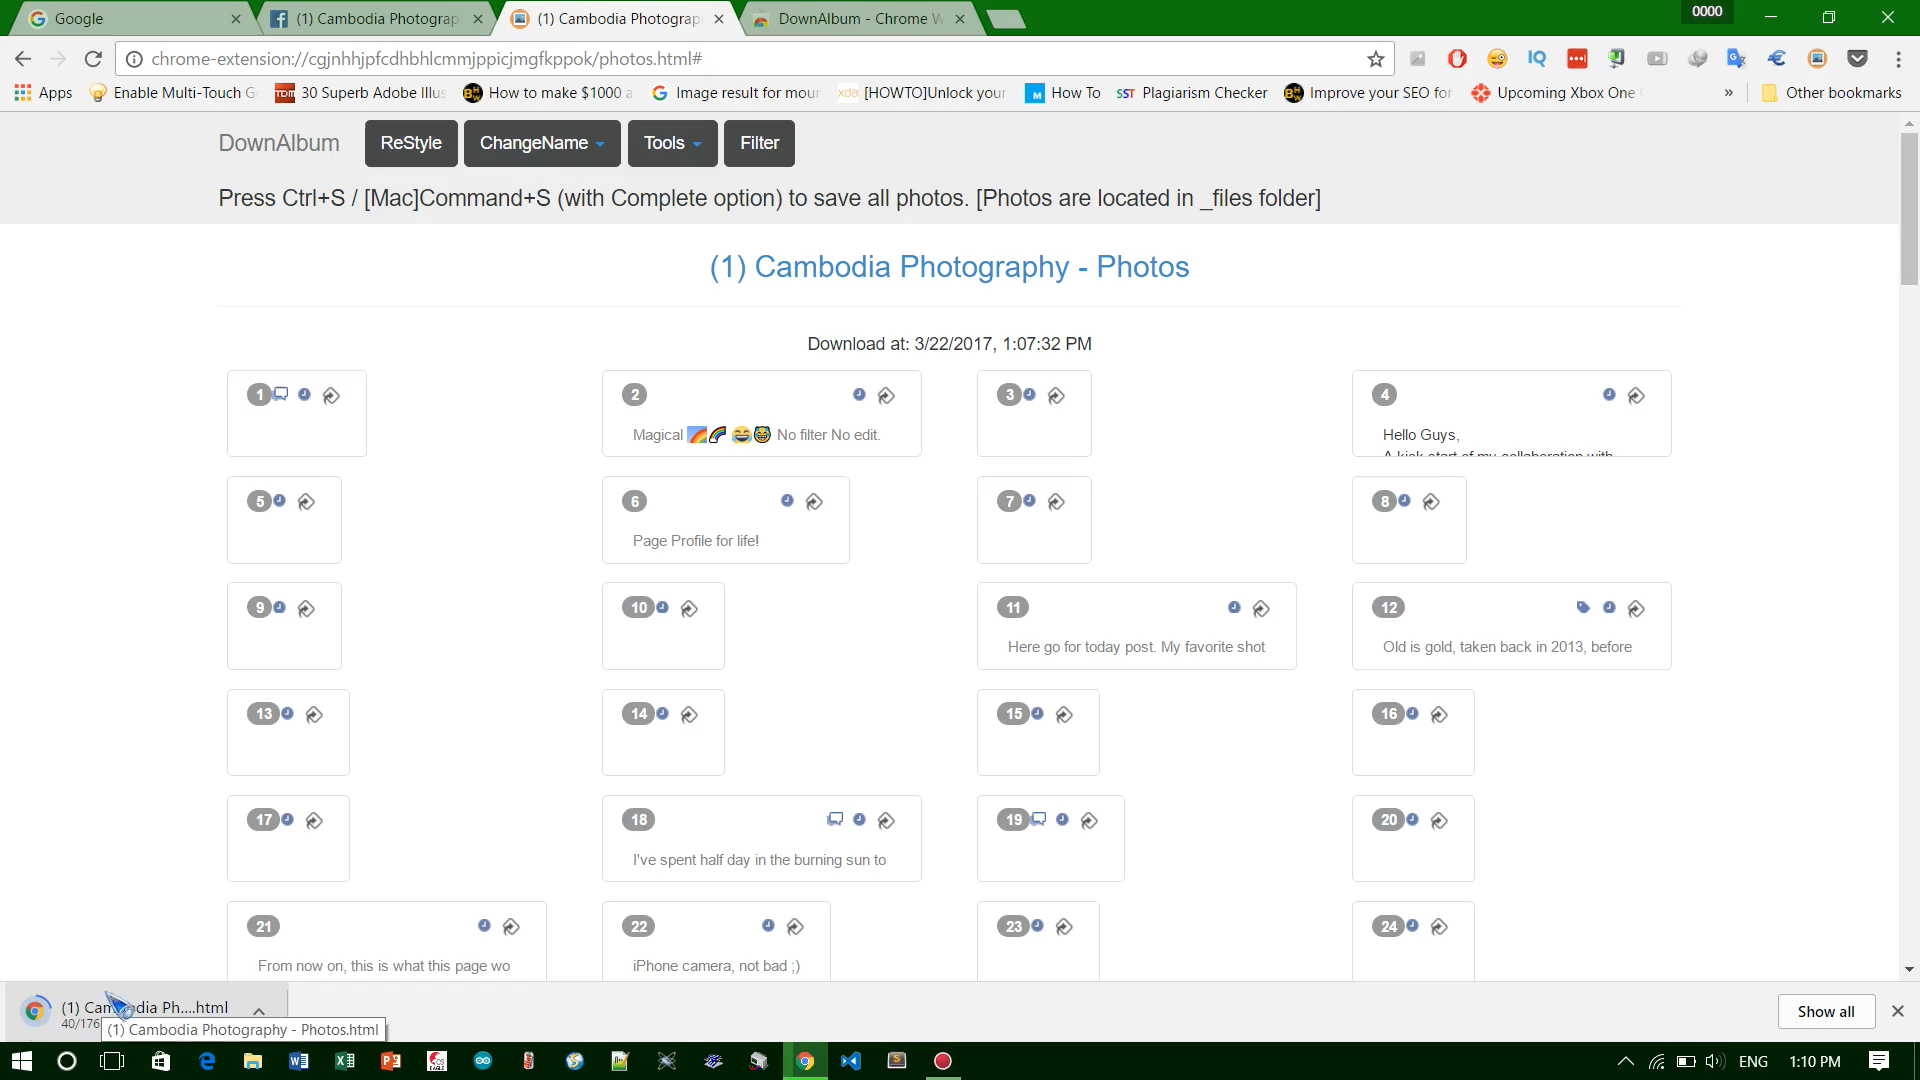 Google
(1) Cambodia Photograp
(1) Cambodia Photograp
DownAlbum - Chrome W
0000
chrome-extension://cgjnhhjpfcdhbhlcmmjppicjmgfkppok/photos.html#
Apps
Enable Multi-Touch G
30 Superb Adobe Illus
How to make $1000 a
Image result for mour
[HOWTO]Unlock your
How To
SST Plagiarism Checker
Improve your SEO for
Upcoming Xbox One
»
Other bookmarks
DownAlbum
ReStyle
ChangeName
Tools
Filter
Press Ctrl+S / [Mac]Command+S (with Complete option) to save all photos. [Photos are located in _files folder]
(1) Cambodia Photography - Photos
Download at: 3/22/2017, 1:07:32 PM
1
2
Magical 🌈 😂😹 No filter No edit.
3
4
Hello Guys,
A kick start of my collaboration with
5
6
Page Profile for life!
7
8
9
10
11
Here go for today post. My favorite shot
12
Old is gold, taken back in 2013, before
13
14
15
16
17
18
I've spent half day in the burning sun to
19
20
21
From now on, this is what this page wo
22
iPhone camera, not bad ;)
23
24
(1) Cambodia Ph....html
40/176
(1) Cambodia Photography - Photos.html
Show all
ENG
1:10 PM